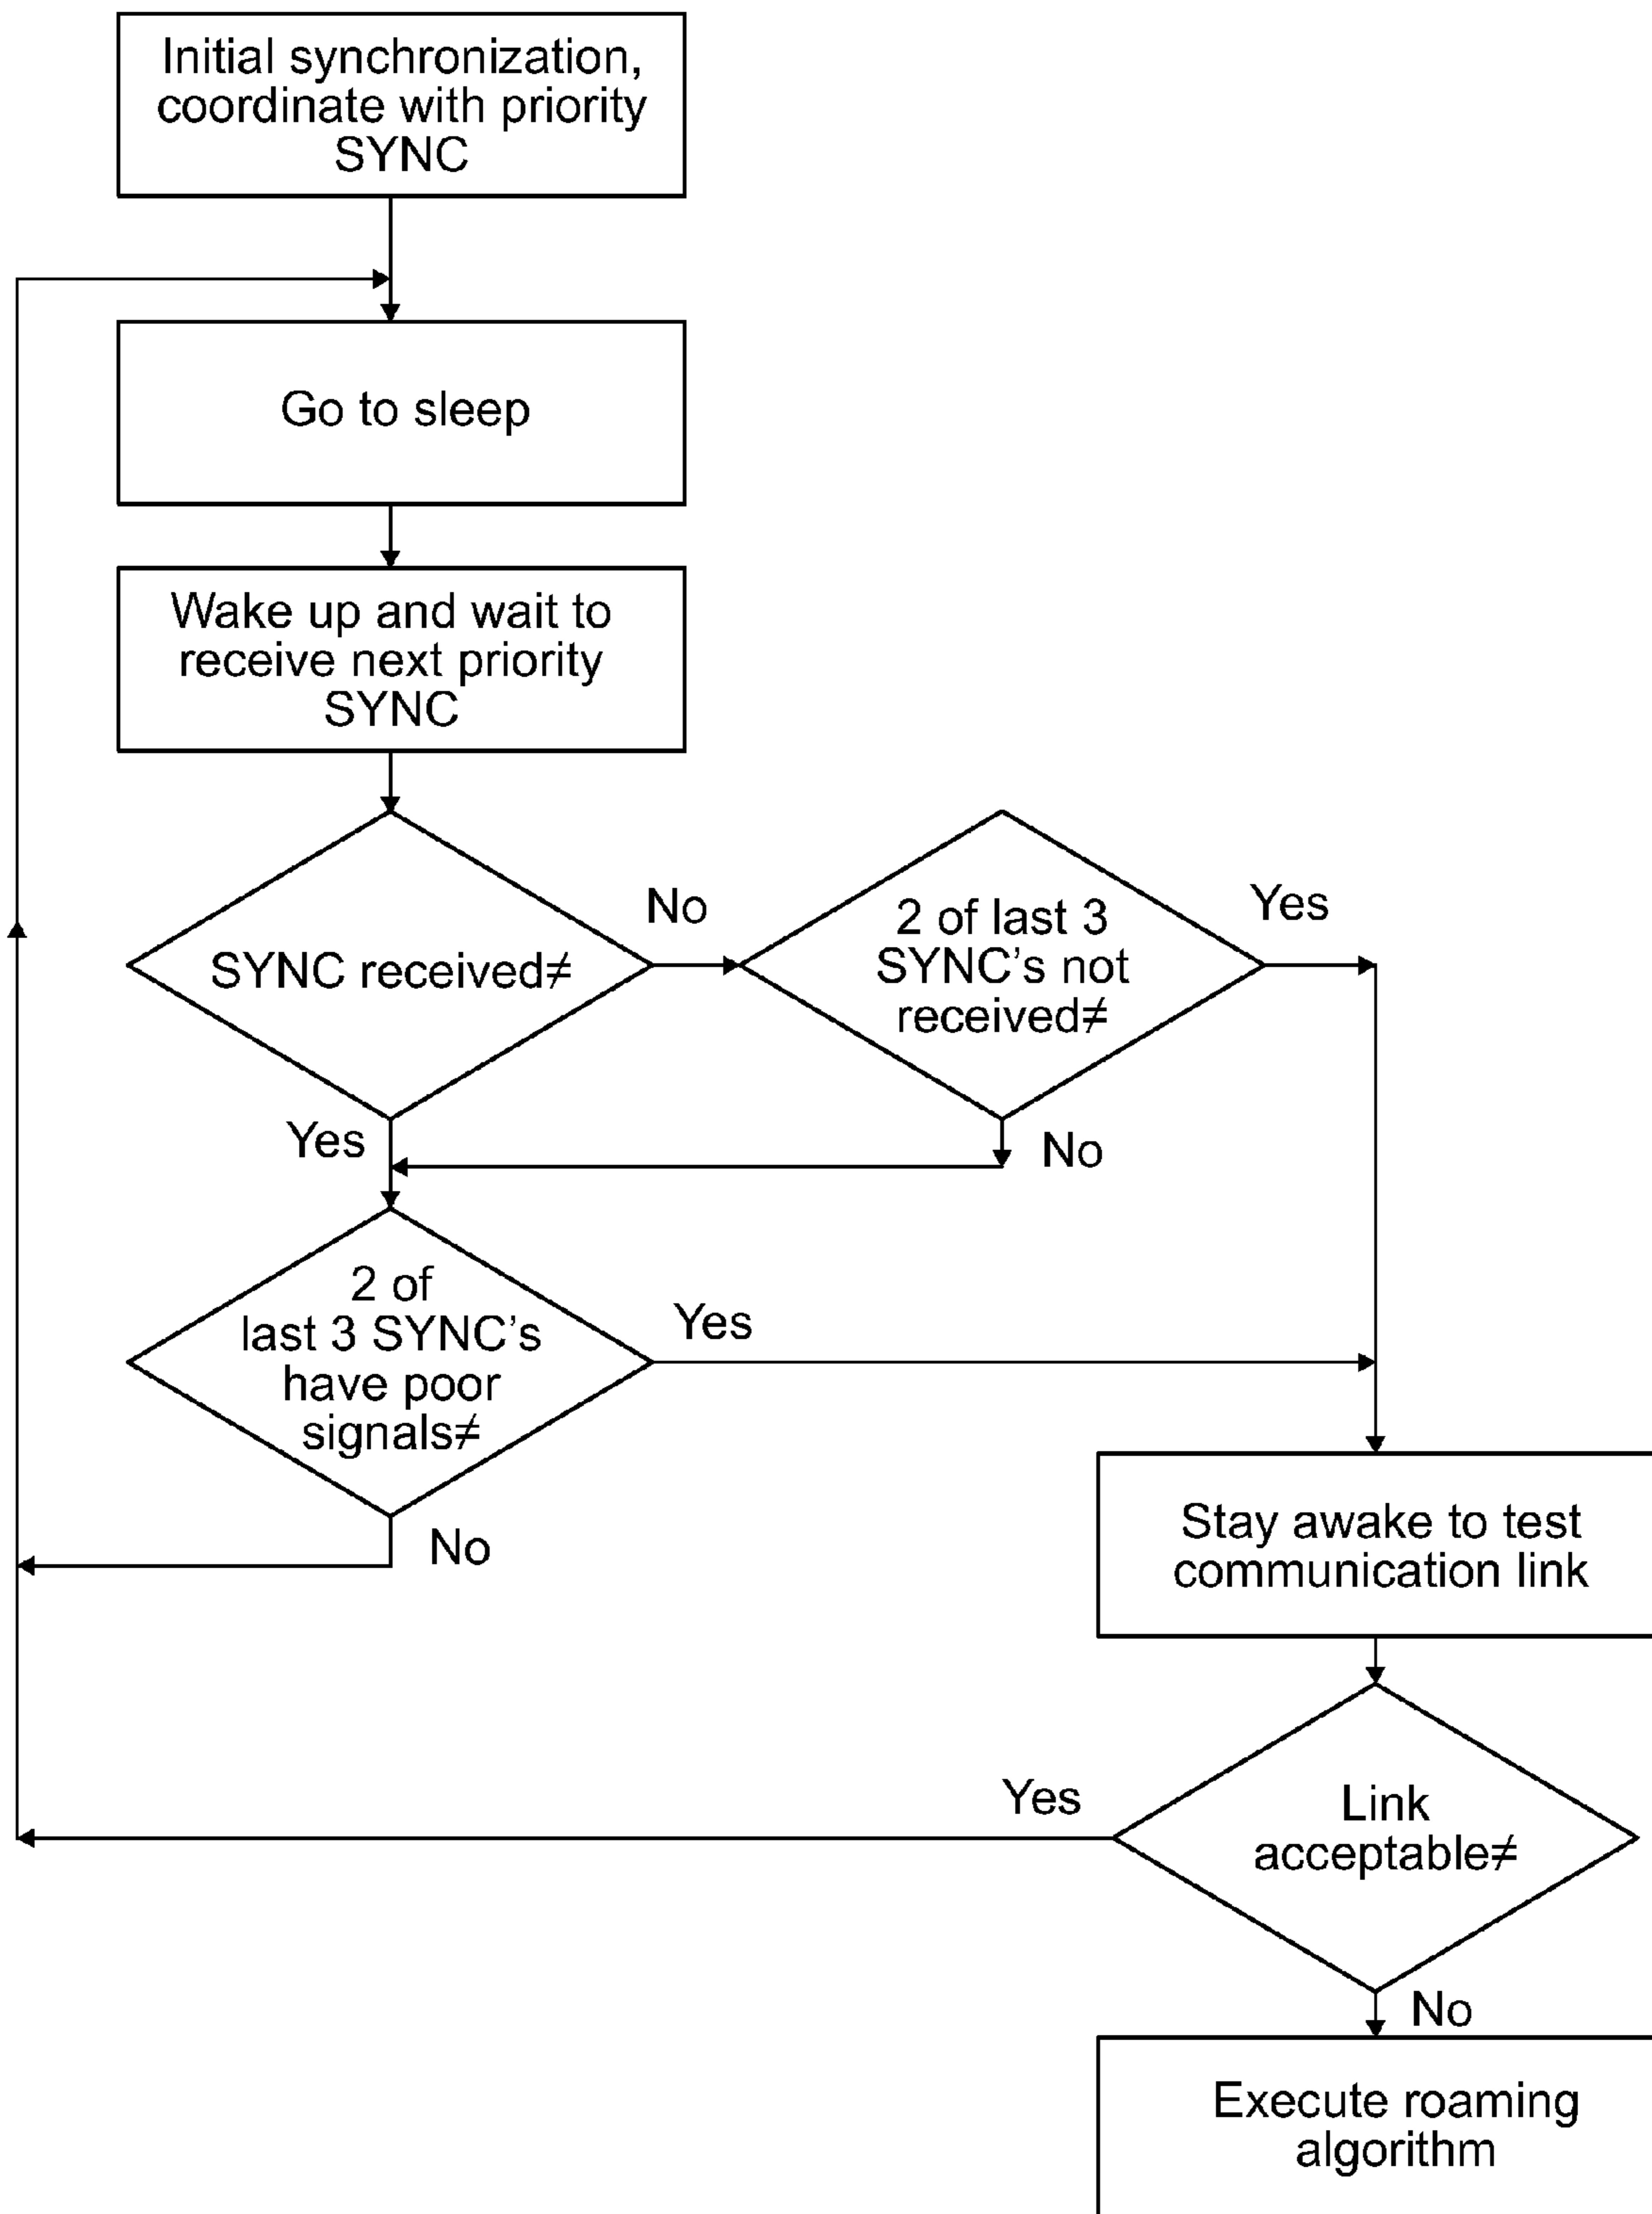 Initial synchronization,
coordinate with priority
SYNC
Go to sleep
Wake up and wait to
receive next priority
SYNC
SYNC received≠
No
2 of last 3
SYNC's not
received≠
Yes
Yes
No
2 of
last 3 SYNC's
have poor
signals≠
Yes
No
Stay awake to test
communication link
Link
acceptable≠
Yes
No
Execute roaming
algorithm